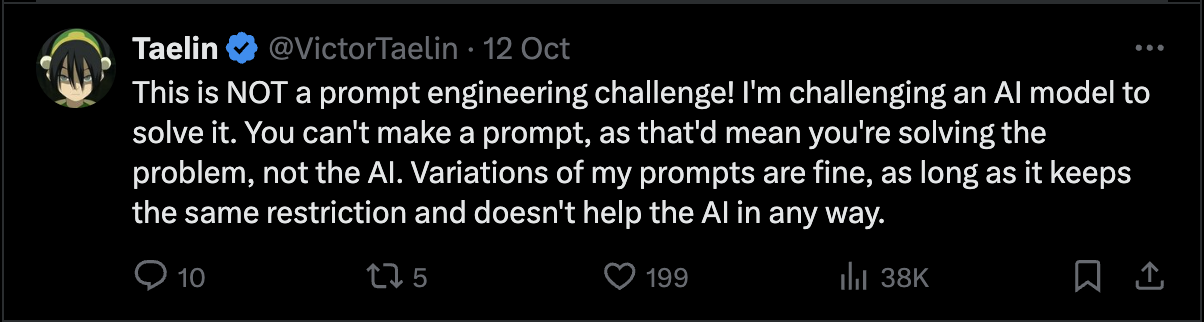 Taelin @VictorTaelin · 12 Oct
This is NOT a prompt engineering challenge! I'm challenging an AI model to
solve it. You can't make a prompt, as that'd mean you're solving the
problem, not the AI. Variations of my prompts are fine, as long as it keeps
the same restriction and doesn't help the AI in any way.
10 5 199 38K